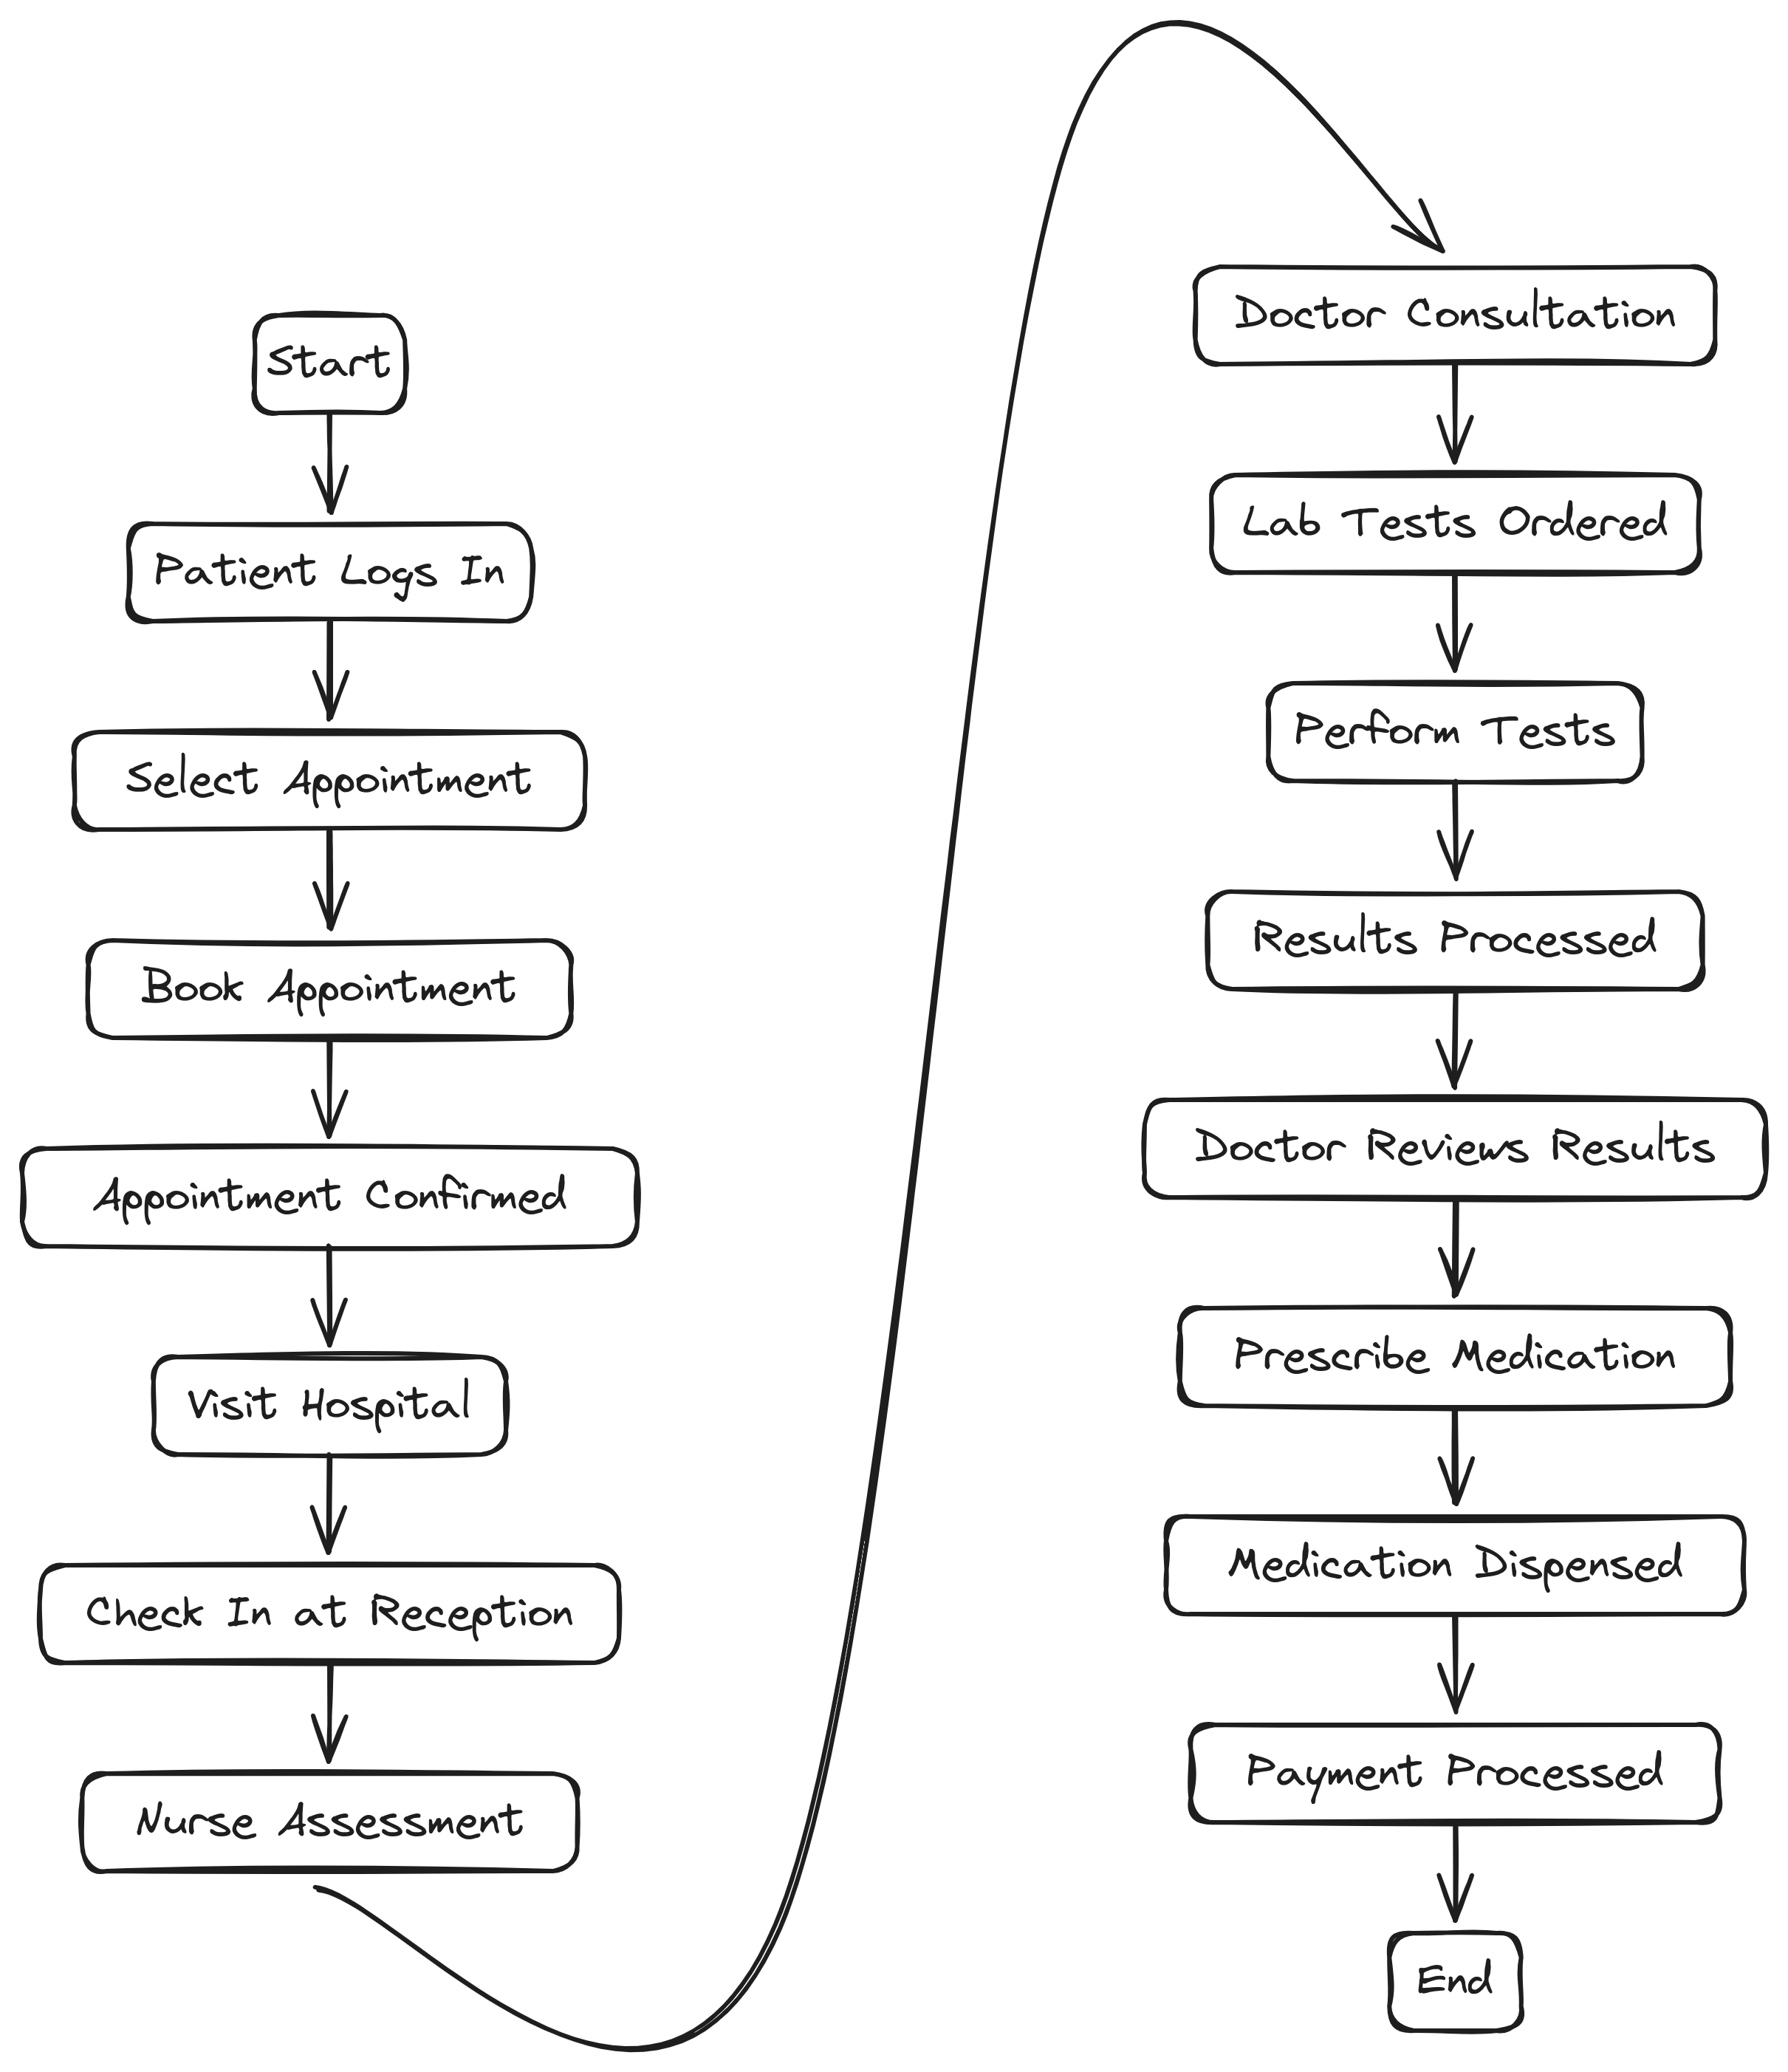 Start
Patient Logs In
Select Appointment
Book Appointment
Appointment Confirmed
Visit Hospital
Check In at Reception
Nurse Assessment
Doctor Consultation
Lab Tests Ordered
Perform Tests
Results Processed
Doctor Reviews Results
Prescribe Medication
Medication Dispensed
Payment Processed
End